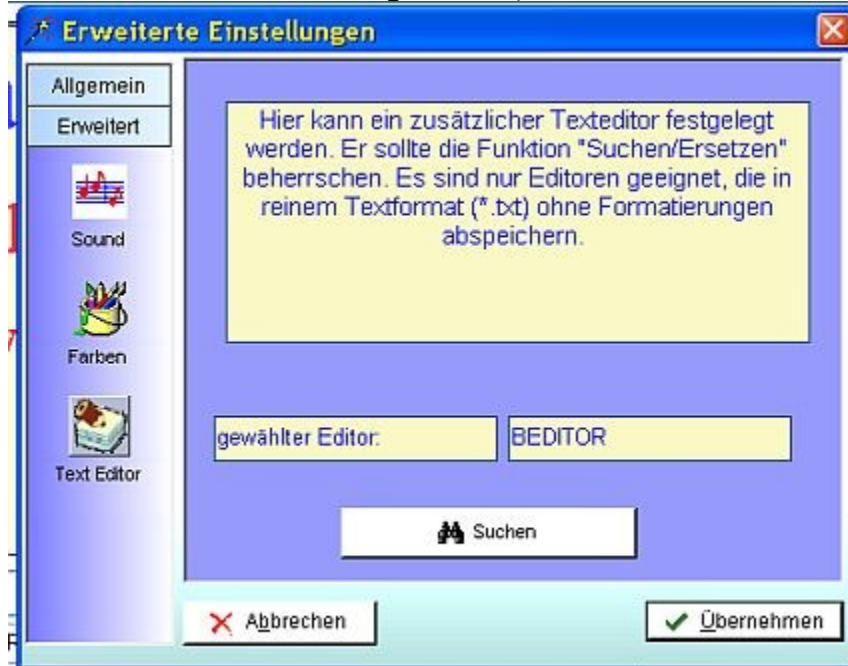 Erweiterte Einstellungen
Allgemein
Erweitert
Sound
Farben
Text Editor
Hier kann ein zusätzlicher Texteditor festgelegt
werden. Er sollte die Funktion "Suchen/Ersetzen"
beherrschen. Es sind nur Editoren geeignet, die in
reinem Textformat (*.txt) ohne Formatierungen
abspeichern.
gewählter Editor: BEDITOR
Suchen
Abbrechen Übernehmen